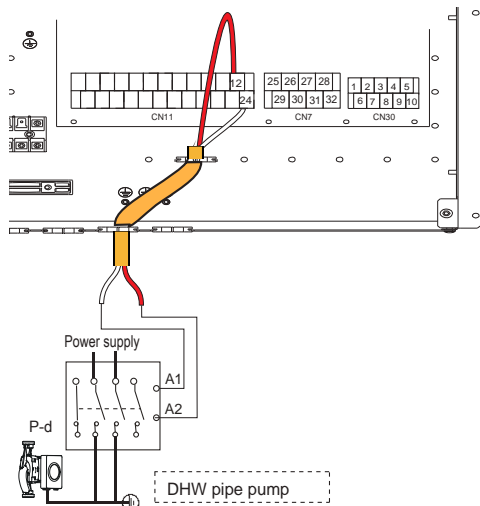 12
25 26 27 28
1 2 3 4 5
24
29 30 31 32
6 7 8 9 10
CN11
CN7
CN30
Power supply
A1
A2
P-d
DHW pipe pump